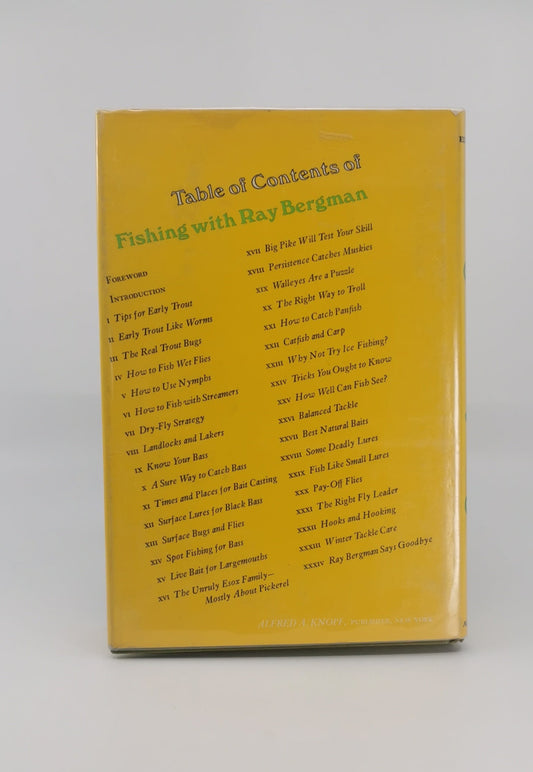 Table of Contents of
Fishing with Ray Bergman
FOREWORD
INTRODUCTION
I Tips for Early Trout
II Early Trout Like Worms
III The Real Trout Bugs
IV How to Fish Wet Flies
V How to Use Nymphs
VI How to Fish with Streamers
VII Dry-Fly Strategy
VIII Landlocks and Lakers
IX Know Your Bass
X A Sure Way to Catch Bass
XI Times and Places for Bait Casting
XII Surface Lures for Black Bass
XIII Surface Bugs and Flies
XIV Spot Fishing for Bass
XV Live Bait for Largemouths
XVI The Unruly Esox Family—
Mostly About Pickerel
XVII Big Pike Will Test Your Skill
XVIII Persistence Catches Muskies
XIX Walleyes Are a Puzzle
XX The Right Way to Troll
XXI How to Catch Panfish
XXII Catfish and Carp
XXIII Why Not Try Ice Fishing?
XXIV Tricks You Ought to Know
XXV How Well Can Fish See?
XXVI Balanced Tackle
XXVII Best Natural Baits
XXVIII Some Deadly Lures
XXIX Fish Like Small Lures
XXX Pay-Off Flies
XXXI The Right Fly Leader
XXXII Hooks and Hooking
XXXIII Winter Tackle Care
XXXIV Ray Bergman Says Goodbye
ALFRED A. KNOPF, PUBLISHER, NEW YORK